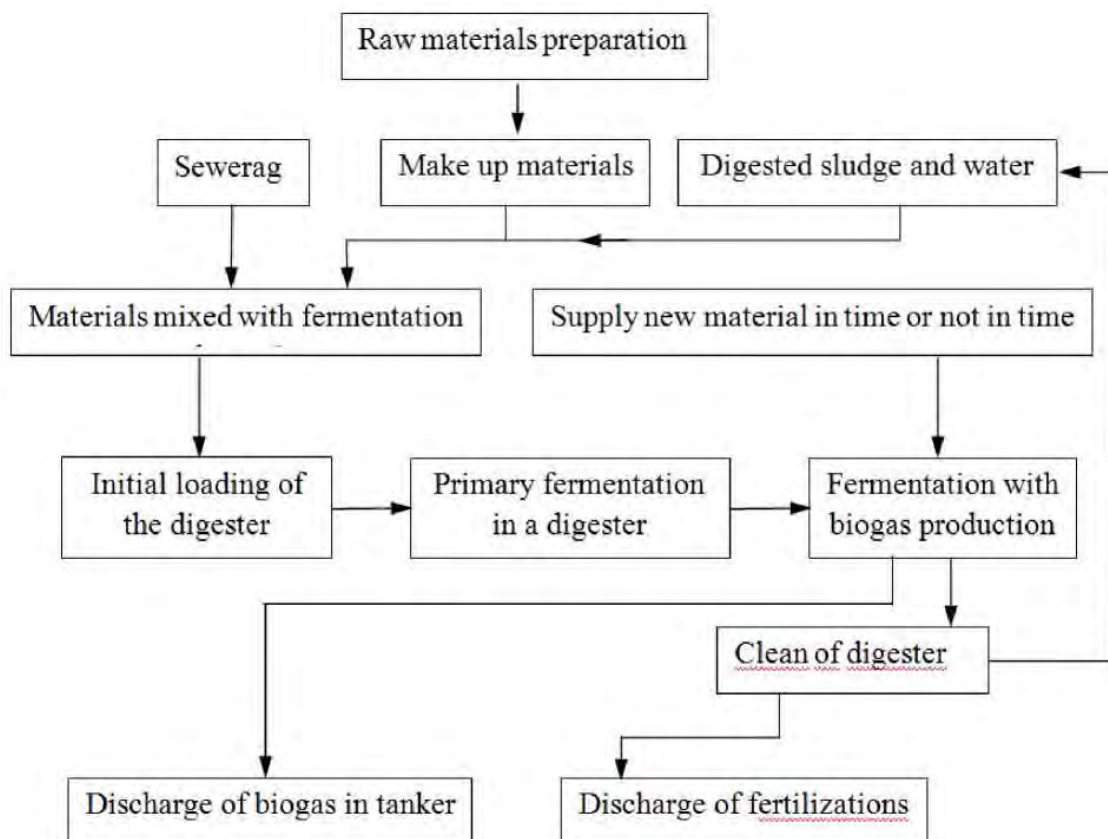 Raw materials preparation
Sewerag
Make up materials
Digested sludge and water
Materials mixed with fermentation
Supply new material in time or not in time
Initial loading of
the digester
Primary fermentation
in a digester
Fermentation with
biogas production
Clean of digester
Discharge of biogas in tanker
Discharge of fertilizations